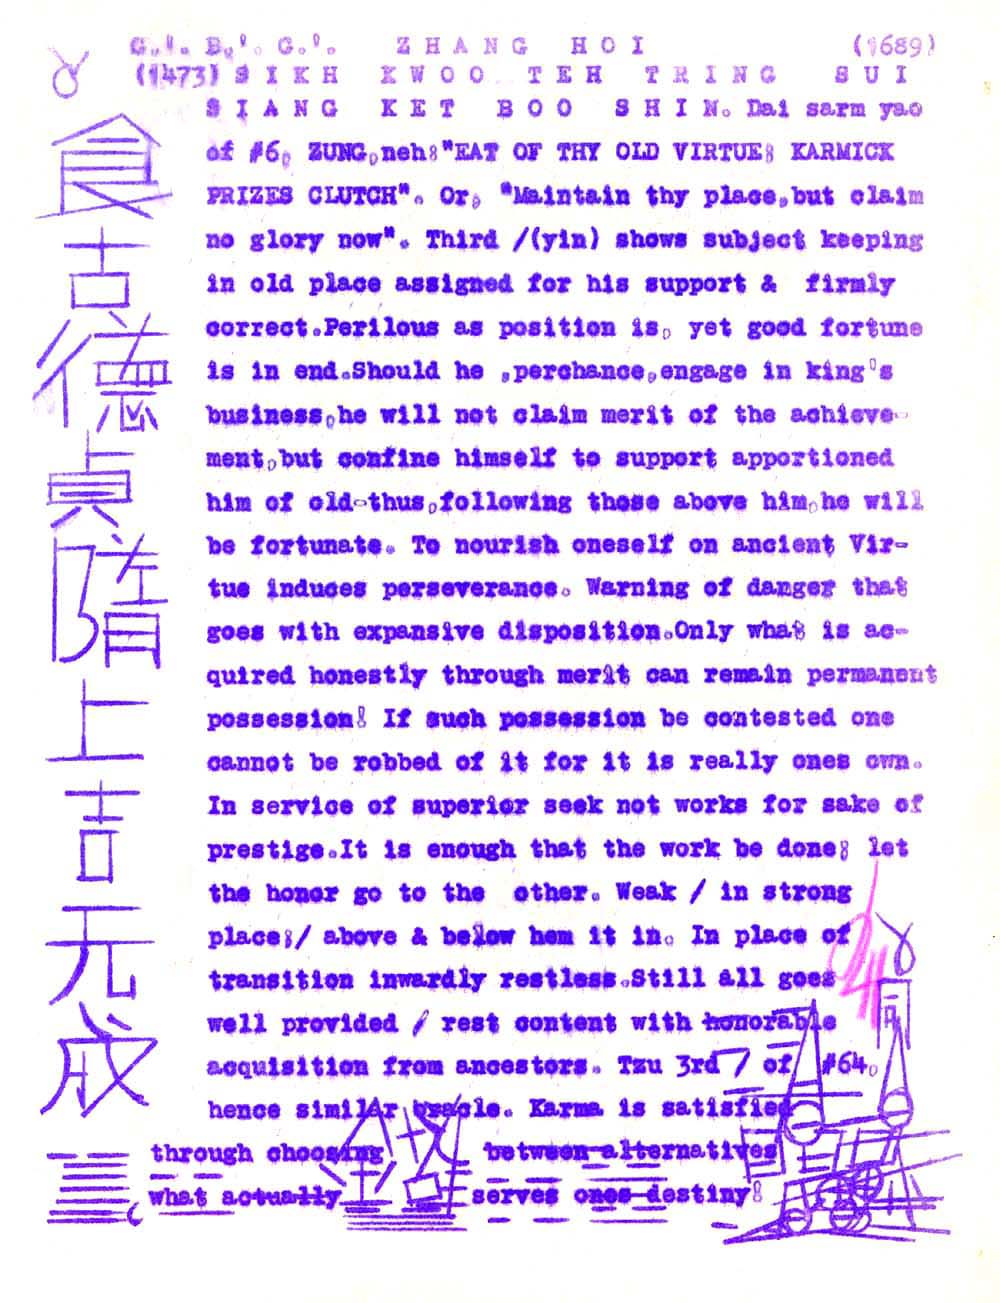 G.'. B.'. G.'. ZHANG HOI (1689)
(1473) SIKH KWOO TEH TRING SUI
SIANG KET BOO SHIN. Dai sarm yao
of #6, ZUNG,neh:"EAT OF THY OLD VIRTUE; KARMICK
PRIZES CLUTCH". Or, "Maintain thy place,but claim
no glory now". Third /(yin) shows subject keeping
in old place assigned for his support & firmly
correct.Perilous as position is, yet good fortune
is in end.Should he ,perchance,engage in king's
business,he will not claim merit of the achieve-
ment,but confine himself to support apportioned
him of old-thus,following those above him,he will
be fortunate. To nourish oneself on ancient Vir-
tue induces perseverance. Warning of danger that
goes with expansive disposition.Only what is ac-
quired honestly through merit can remain permanent
possession! If such possession be contested one
cannot be robbed of it for it is really ones own.
In service of superior seek not works for sake of
prestige.It is enough that the work be done; let
the honor go to the other. Weak / in strong
place;/ above & below hem it in. In place of
transition inwardly restless.Still all goes
well provided / rest content with honorable
acquisition from ancestors. Tzu 3rd / of #64,
hence similar oracle. Karma is satisfied
through choosing between alternatives
what actually serves ones destiny!
食
古
德
貞
上
吉
无
成